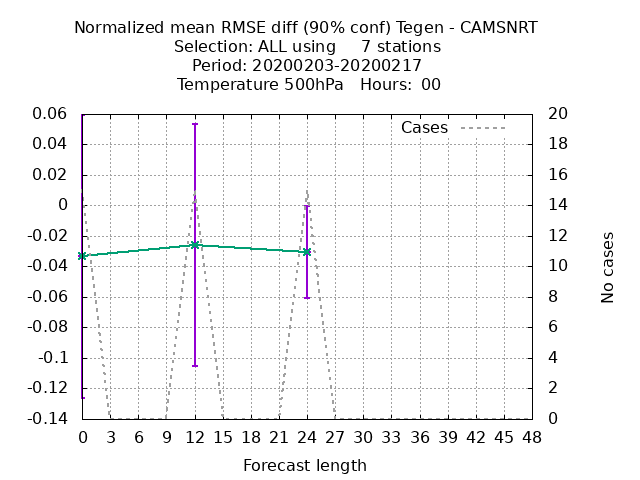 Normalized mean RMSE diff (90% conf) Tegen - CAMSNRT
Selection: ALL using     7 stations
Period: 20200203-20200217
Temperature 500hPa   Hours:  00
Cases
0.06
0.04
0.02
0
-0.02
-0.04
-0.06
-0.08
-0.1
-0.12
-0.14
20
18
16
14
12
10
8
6
4
2
0
No cases
0 3 6 9 12 15 18 21 24 27 30 33 36 39 42 45 48
Forecast length